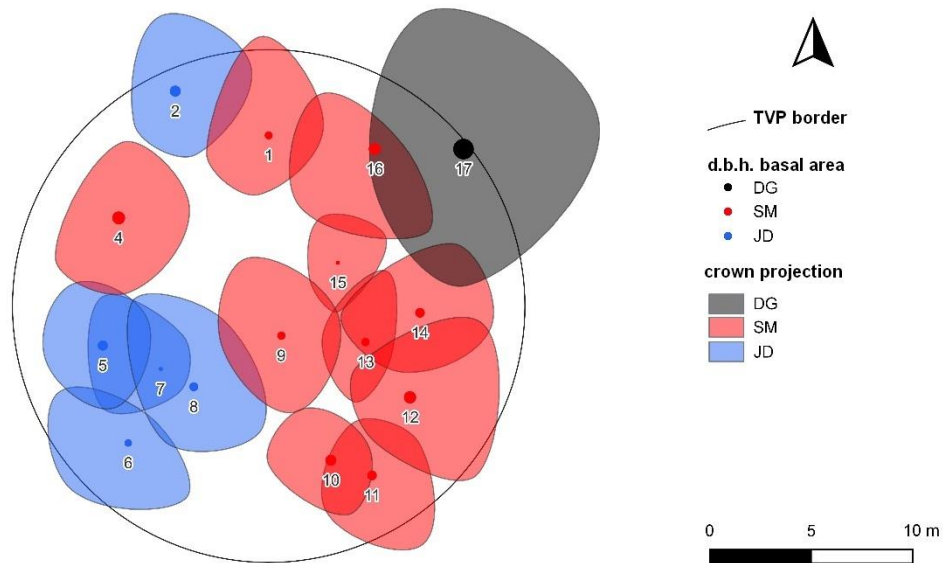 2
1
16
17
4
15
14
9
13
5
7
8
12
6
10
11
TVP border
d.b.h. basal area
DG
SM
JD
crown projection
DG
SM
JD
0 5 10 m